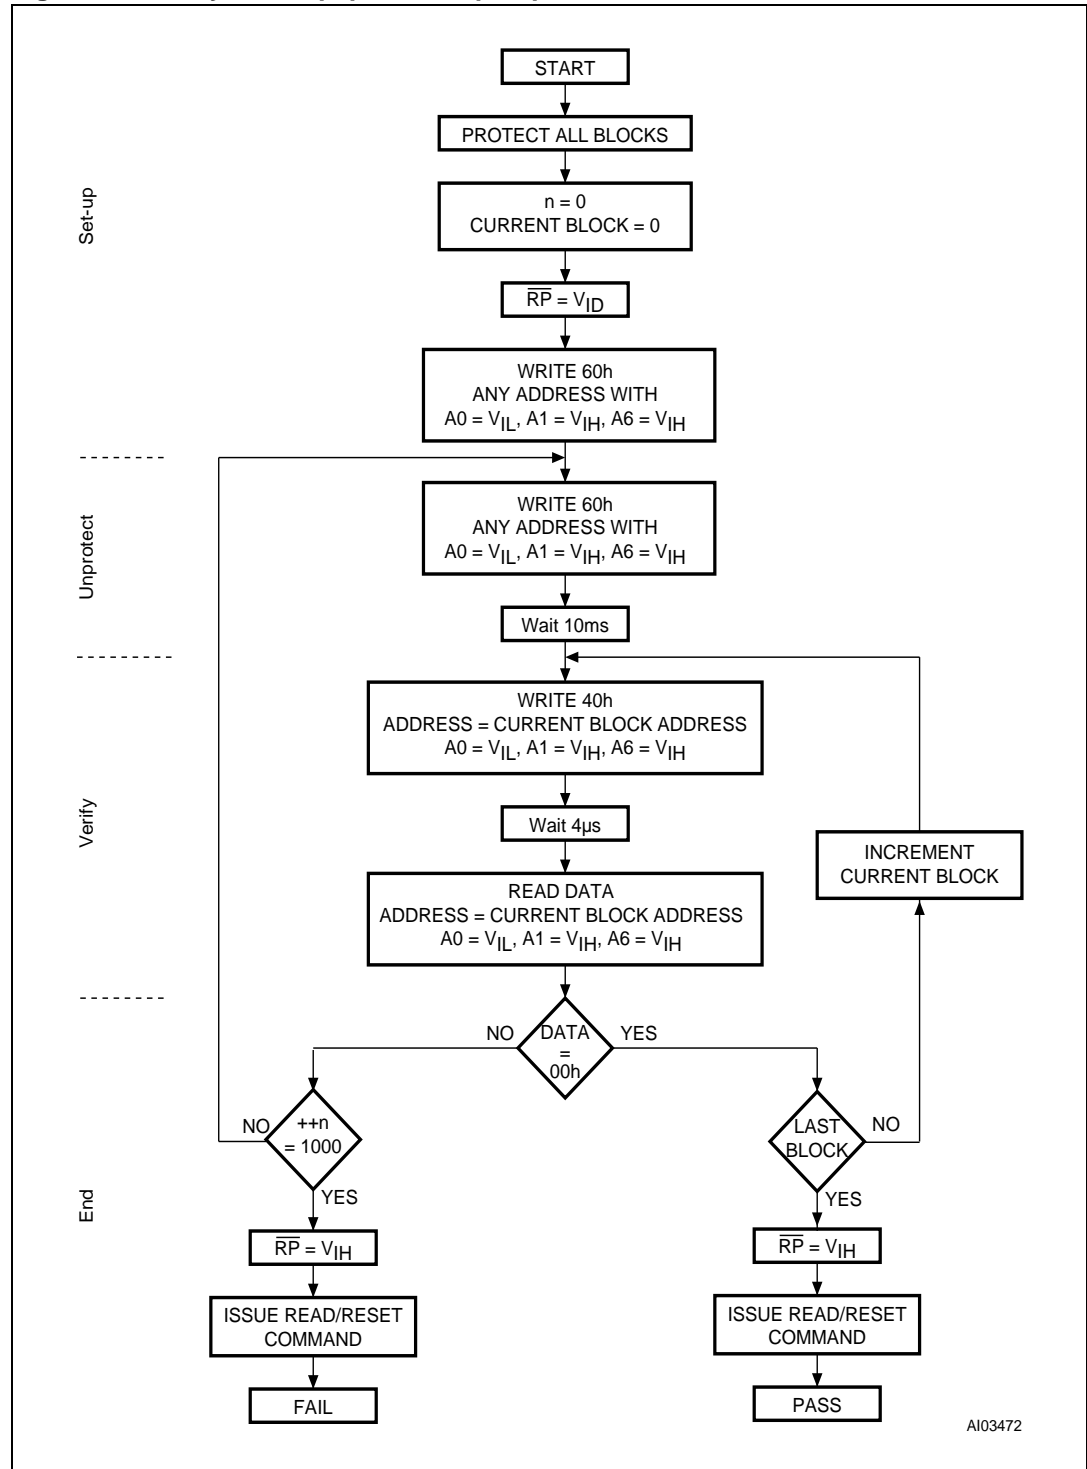 START
PROTECT ALL BLOCKS
Set-up
n = 0
CURRENT BLOCK = 0
RP = VID
WRITE 60h
ANY ADDRESS WITH
A0 = VIL, A1 = VIH, A6 = VIH
Unprotect
WRITE 60h
ANY ADDRESS WITH
A0 = VIL, A1 = VIH, A6 = VIH
Wait 10ms
Verify
WRITE 40h
ADDRESS = CURRENT BLOCK ADDRESS
A0 = VIL, A1 = VIH, A6 = VIH
Wait 4µs
INCREMENT
CURRENT BLOCK
READ DATA
ADDRESS = CURRENT BLOCK ADDRESS
A0 = VIL, A1 = VIH, A6 = VIH
End
NO
DATA
=
00h
YES
NO
++n
= 1000
YES
LAST
BLOCK
NO
YES
RP = VIH
RP = VIH
ISSUE READ/RESET
COMMAND
ISSUE READ/RESET
COMMAND
FAIL
PASS
AI03472